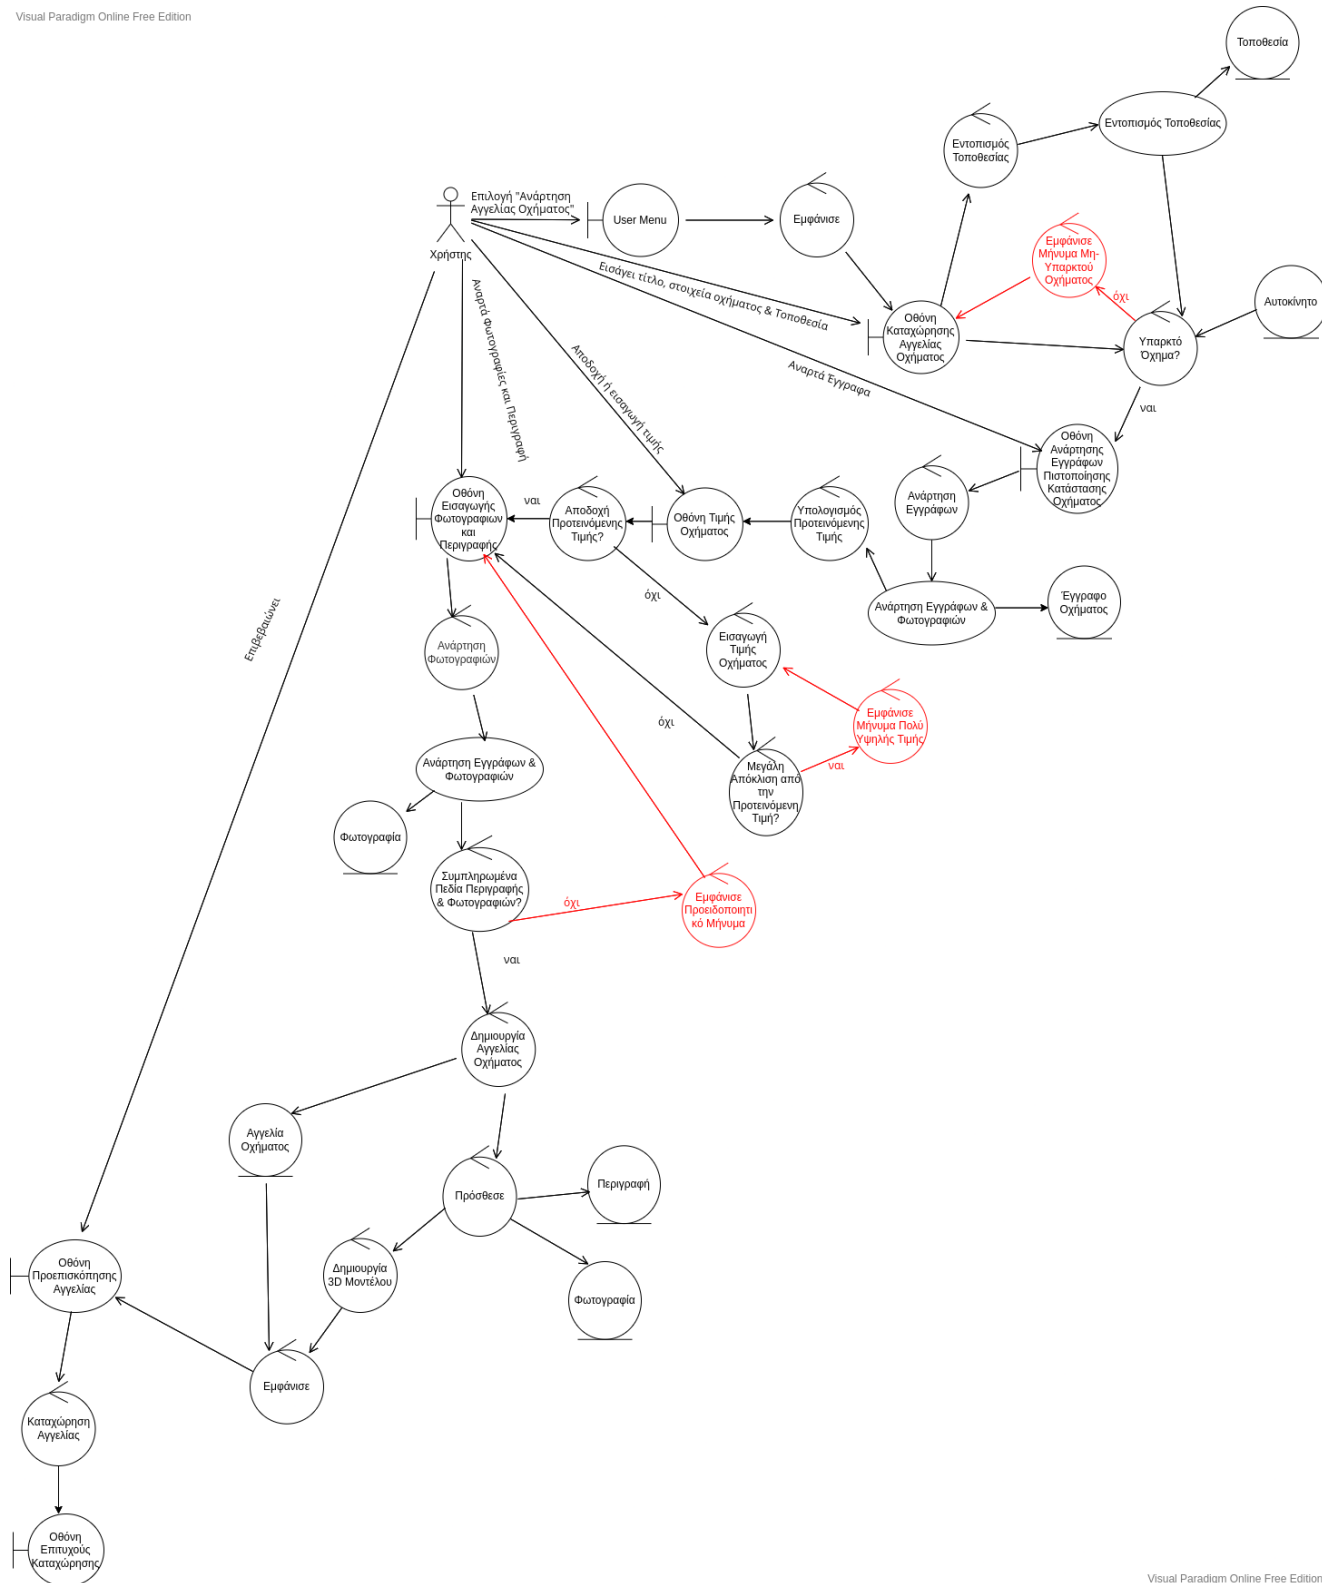 Visual Paradigm Online Free Edition
Τοποθεσία
Εντοπισμός Τοποθεσίας
Εντοπισμός
Τοποθεσίας
Επιλογή "Ανάρτηση
Αγγελίας Οχήματος"
User Menu
Εμφάνισε
Χρήστης
Εμφάνισε
Μήνυμα Μη-
Υπαρκτού
Οχήματος
όχι
Αυτοκίνητο
Εισάγει τίτλο, στοιχεία οχήματος & Τοποθεσία
Οθόνη
Καταχώρησης
Αγγελίας
Οχήματος
Υπαρκτό
Όχημα?
Αναρτά Φωτογραφίες και Περιγραφή
Αποδοχή ή εισαγωγή τιμής
Αναρτά Έγγραφα
ναι
Οθόνη
Ανάρτησης
Εγγράφων
Πιστοποίησης
Κατάστασης
Οχήματος
Ανάρτηση
Εγγράφων
Υπολογισμός
Προτεινόμενης
Τιμής
Οθόνη Τιμής
Οχήματος
Αποδοχή
Προτεινόμενης
Τιμής?
ναι
Οθόνη
Εισαγωγής
Φωτογραφιων
και
Περιγραφής
όχι
Ανάρτηση Εγγράφων &
Φωτογραφιών
Έγγραφο
Οχήματος
Επιβεβαιώνει
Ανάρτηση
Φωτογραφιών
Εισαγωγή
Τιμής
Οχήματος
όχι
Εμφάνισε
Μήνυμα Πολύ
Υψηλής Τιμής
ναι
Μεγάλη
Απόκλιση από
την
Προτεινόμενη
Τιμή?
Ανάρτηση Εγγράφων &
Φωτογραφιών
Φωτογραφία
Συμπληρωμένα
Πεδία Περιγραφής
& Φωτογραφιών?
όχι
Εμφάνισε
Προειδοποιητι
κό Μήνυμα
ναι
Δημιουργία
Αγγελίας
Οχήματος
Αγγελία
Οχήματος
Πρόσθεσε
Περιγραφή
Δημιουργία
3D Μοντέλου
Φωτογραφία
Οθόνη
Προεπισκόπησης
Αγγελίας
Εμφάνισε
Καταχώρηση
Αγγελίας
Οθόνη
Επιτυχούς
Καταχώρησης
Visual Paradigm Online Free Edition